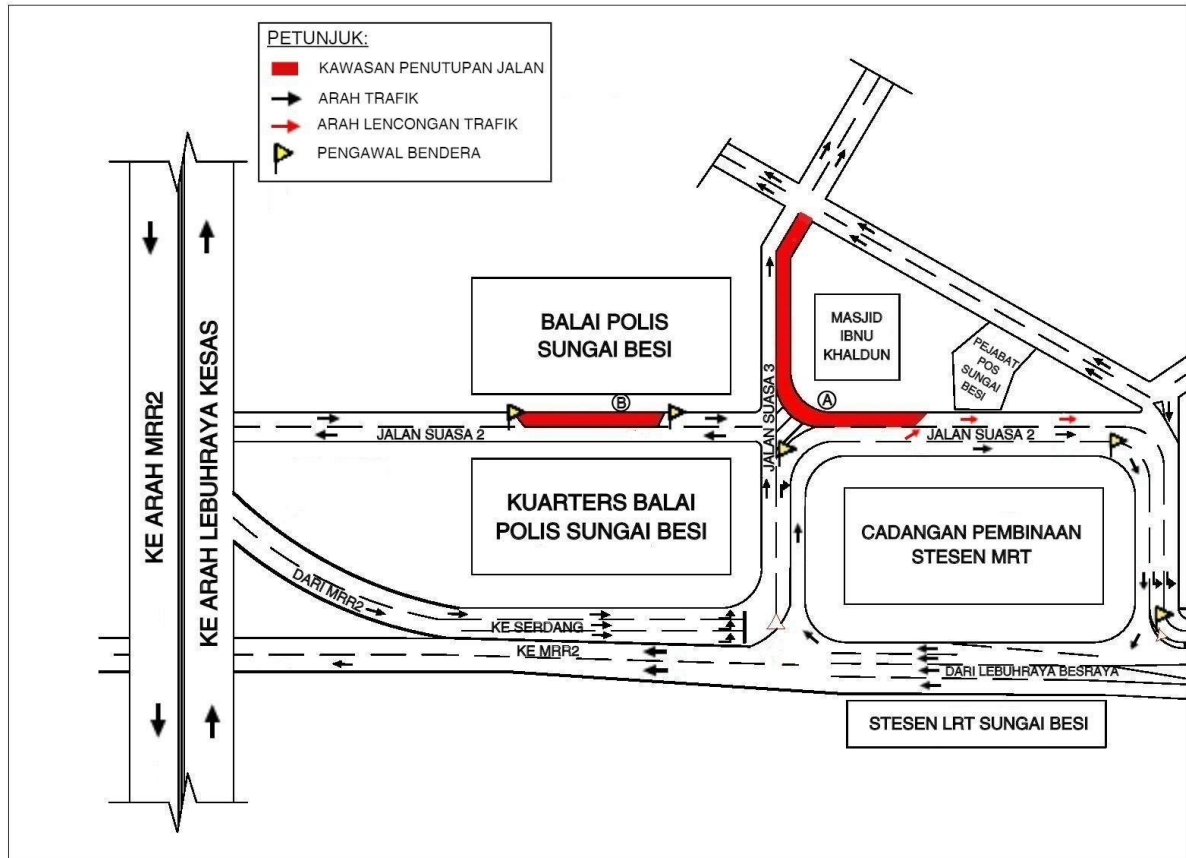 PETUNJUK:
KAWASAN PENUTUPAN JALAN
ARAH TRAFIK
ARAH LENCONGAN TRAFIK
PENGAWAL BENDERA
KE ARAH MRR2
KE ARAH LEBUHRAYA KESAS
BALAI POLIS
SUNGAI BESI
MASJID
IBNU
KHALDUN
PEJABAT
POS
SUNGAI
BESI
B
A
JALAN SUASA 3
JALAN SUASA 2
JALAN SUASA 2
KUARTERS BALAI
POLIS SUNGAI BESI
CADANGAN PEMBINAAN
STESEN MRT
DARI MRR2
KE SERDANG
KE MRR2
DARI LEBUHRAYA BESRAYA
STESEN LRT SUNGAI BESI